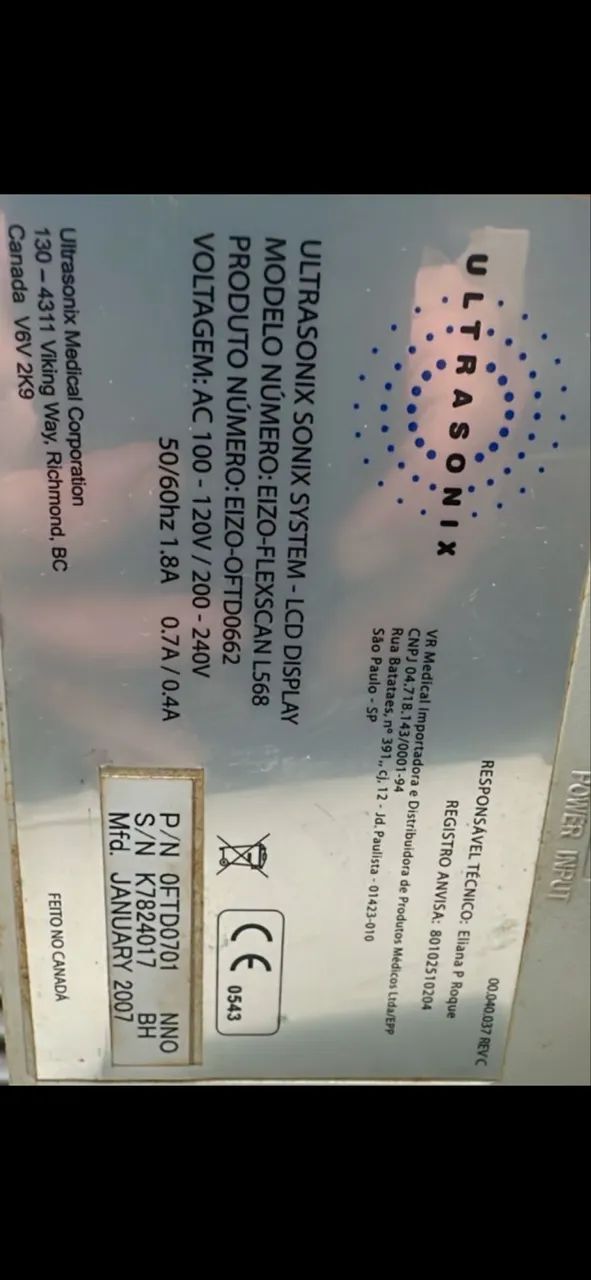 ULTRASONIX
00.040.037 REV C
RESPONSÁVEL TÉCNICO: Eliana P Roque
REGISTRO ANVISA: 80102510204
VR Medical Importadora e Distribuidora de Produtos Médicos Ltda/EPP
CNPJ 04.718.143/0001-94
Rua Batataes, nº 391,, cj. 12 - Jd. Paulista - 01423-010
São Paulo - SP
ULTRASONIX SONIX SYSTEM - LCD DISPLAY
MODELO NÚMERO: EIZO-FLEXSCAN L568
PRODUTO NÚMERO: EIZO-OFTD0662
VOLTAGEM: AC 100 - 120V / 200 - 240V
50/60hz 1.8A 0.7A / 0.4A
CE 0543
P/N 0FTD0701 NNO
S/N K7824017 BH
Mfd. JANUARY 2007
Ultrasonix Medical Corporation
130 – 4311 Viking Way, Richmond, BC
Canada V6V 2K9
FEITO NO CANADÁ
POWER INPUT